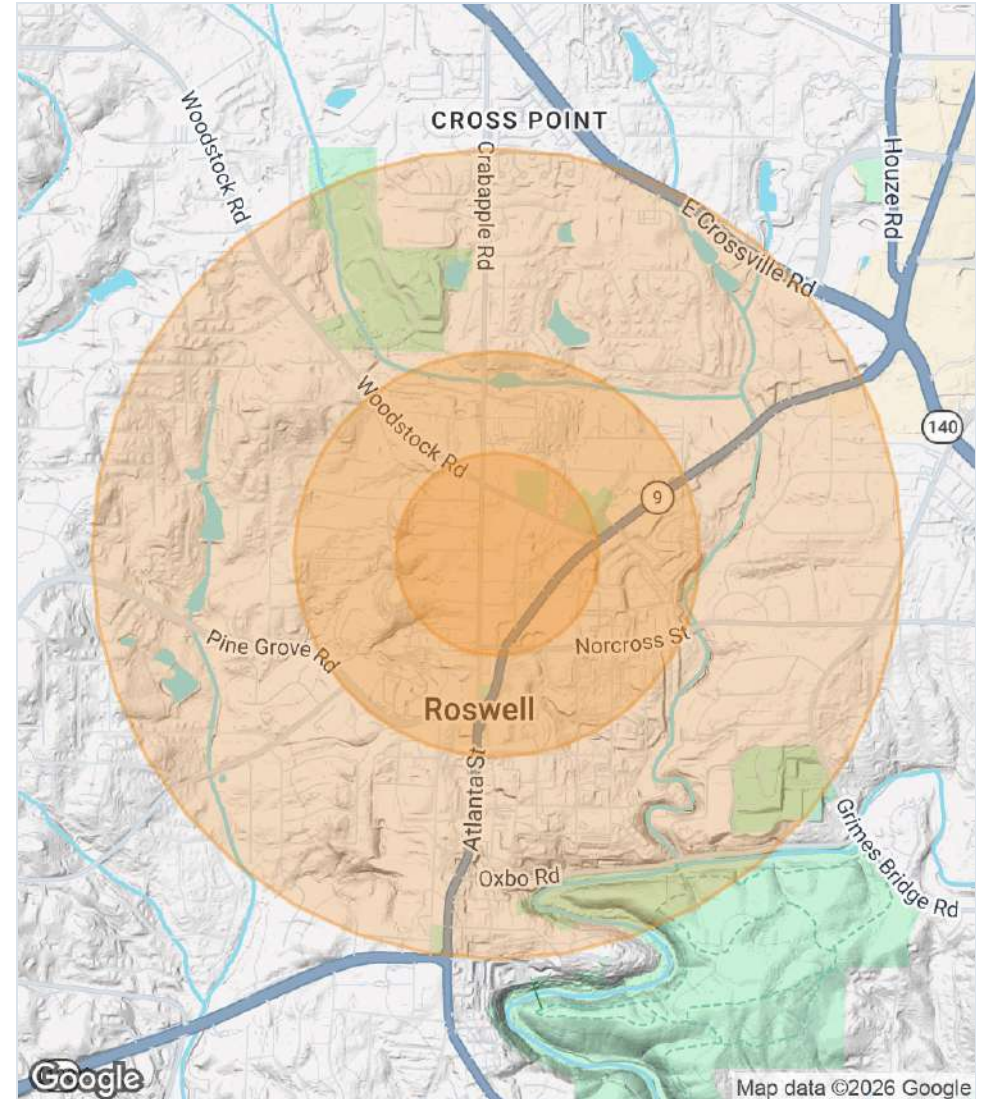 CROSS POINT
Woodstock Rd
Crabapple Rd
Houze Rd
E Crossville Rd
140
Woodstock Rd
9
Norcross St
Pine Grove Rd
Roswell
Atlanta St
Oxbo Rd
Grimes Bridge Rd
Google
Map data ©2026 Google